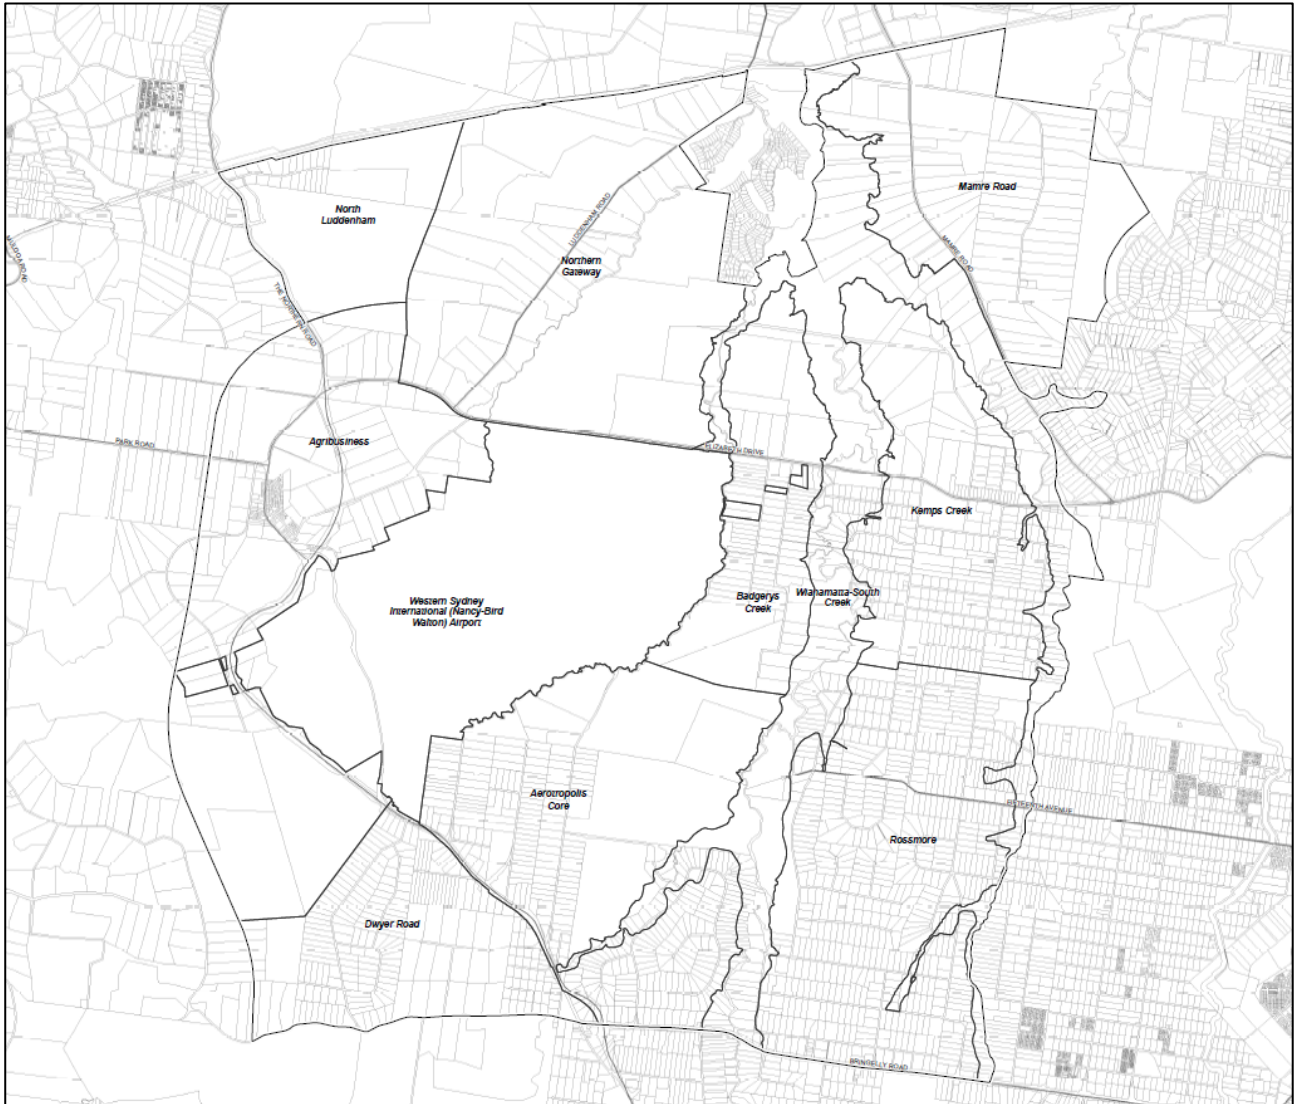 Mamre Road
North
Luddenham
LUDDENHAM ROAD
Northern
Gateway
MAMRE ROAD
MULGOA ROAD
THE NORTHERN ROAD
Agribusiness
PARK ROAD
ELIZABETH DRIVE
Kemps Creek
Western Sydney
International (Nancy-Bird
Walton) Airport
Badgerys
Creek
Wianamatta-South
Creek
Aerotropolis
Core
FIFTEENTH AVENUE
Rossmore
Dwyer Road
BRINGELLY ROAD